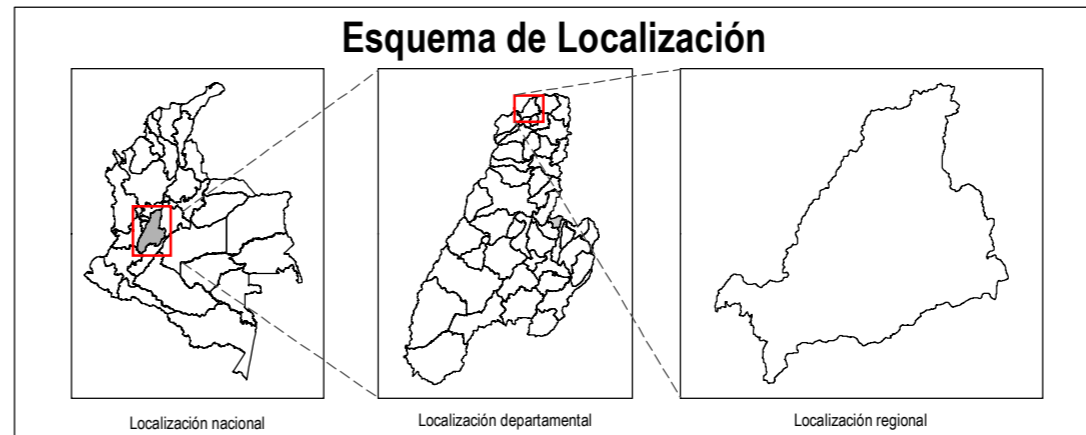 Esquema de Localización
Localización nacional
Localización departamental
Localización regional